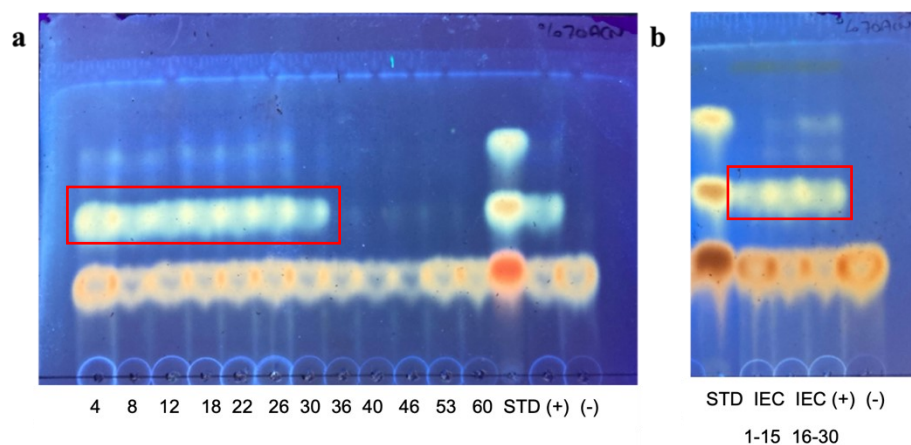 a
b
4 8 12 18 22 26 30 36 40 46 53 60 STD (+) (-)
STD IEC IEC (+) (-)
1-15 16-30